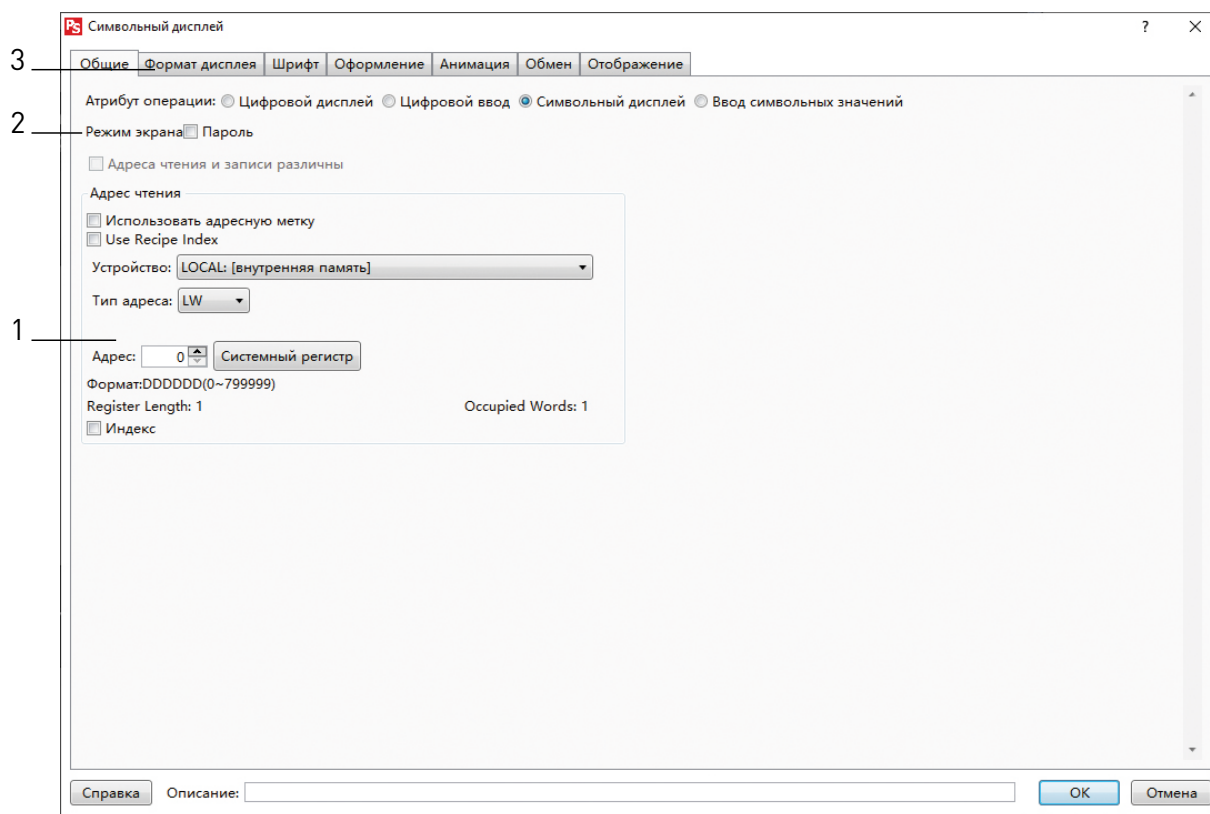 PS Символьный дисплей ?
3 Общие Формат дисплея Шрифт Оформление Анимация Обмен Отображение
Атрибут операции: Цифровой дисплей Цифровой ввод Символьный дисплей Ввод символьных значений
2 Режим экрана Пароль
Адреса чтения и записи различны
Адрес чтения
Использовать адресную метку
Use Recipe Index
Устройство: LOCAL: [внутренняя память]
Тип адреса: LW
1
Адрес: 0 Системный регистр
Формат:DDDDDD(0~799999)
Register Length: 1 Occupied Words: 1
Индекс
Справка Описание: OK Отмена